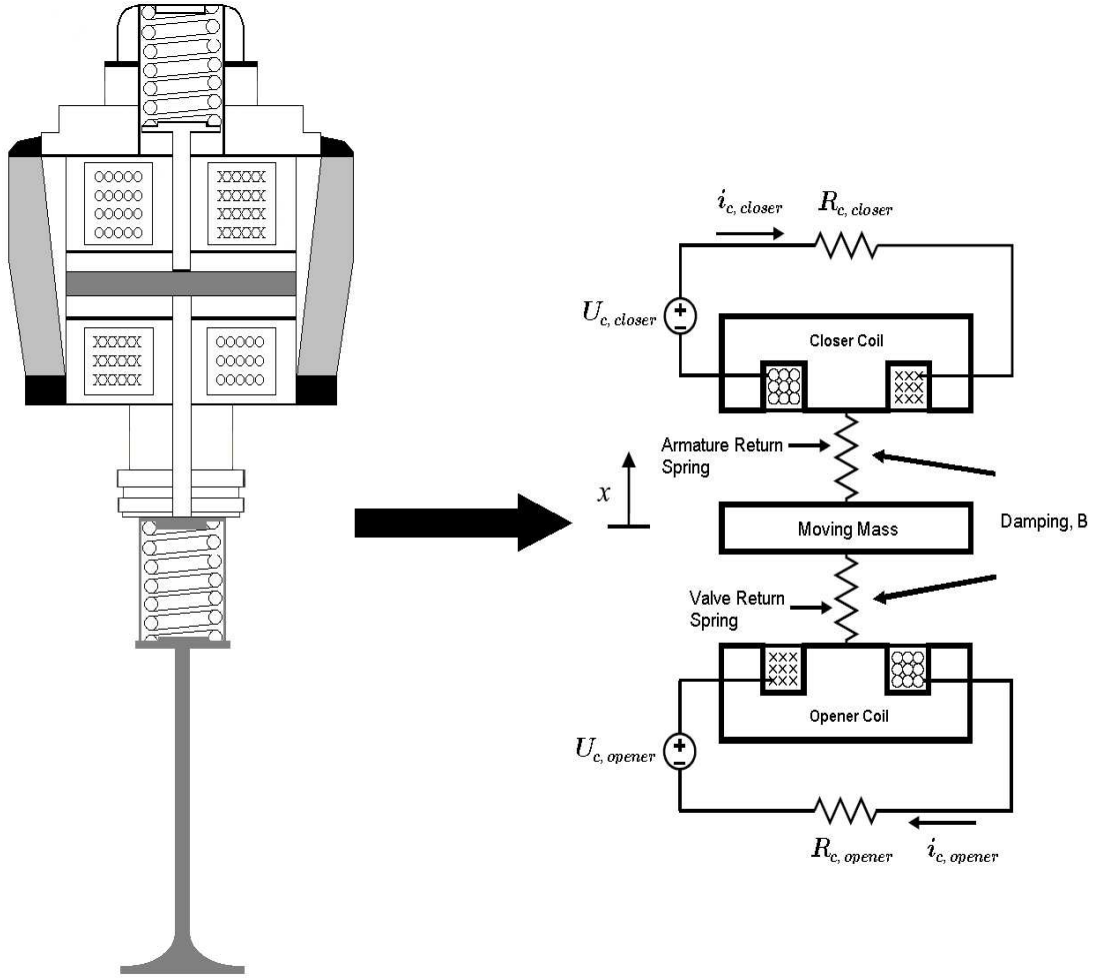 i_c, closer
R_c, closer
U_c, closer
+
−
Closer Coil
Armature Return
Spring
x
Moving Mass
Damping, B
Valve Return
Spring
Opener Coil
U_c, opener
+
−
R_c, opener
i_c, opener